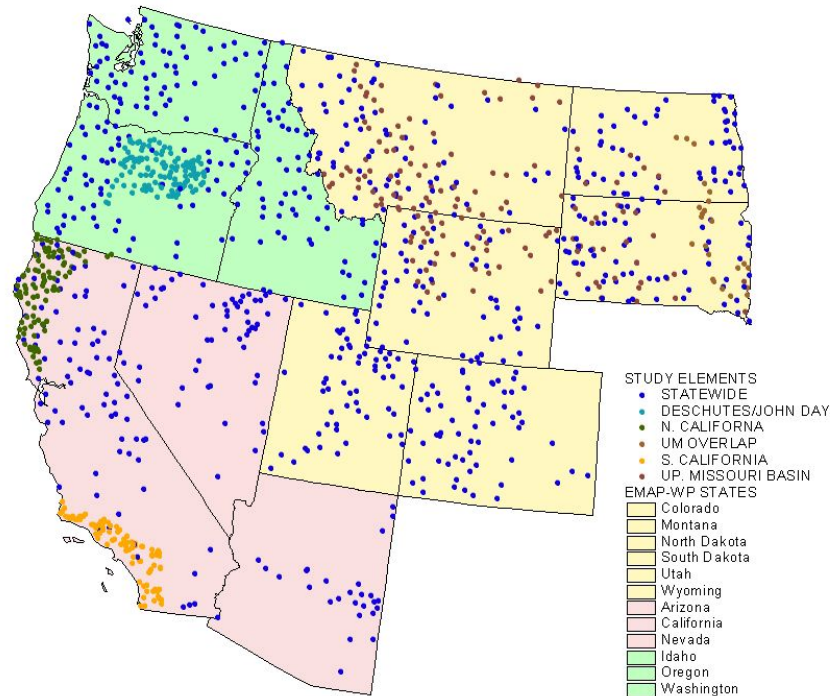 STUDY ELEMENTS
STATEWIDE
DESCHUTES/JOHN DAY
N. CALIFORNA
UM OVERLAP
S. CALIFORNIA
UP. MISSOURI BASIN
EMAP-WP STATES
Colorado
Montana
North Dakota
South Dakota
Utah
Wyoming
Arizona
California
Nevada
Idaho
Oregon
Washington